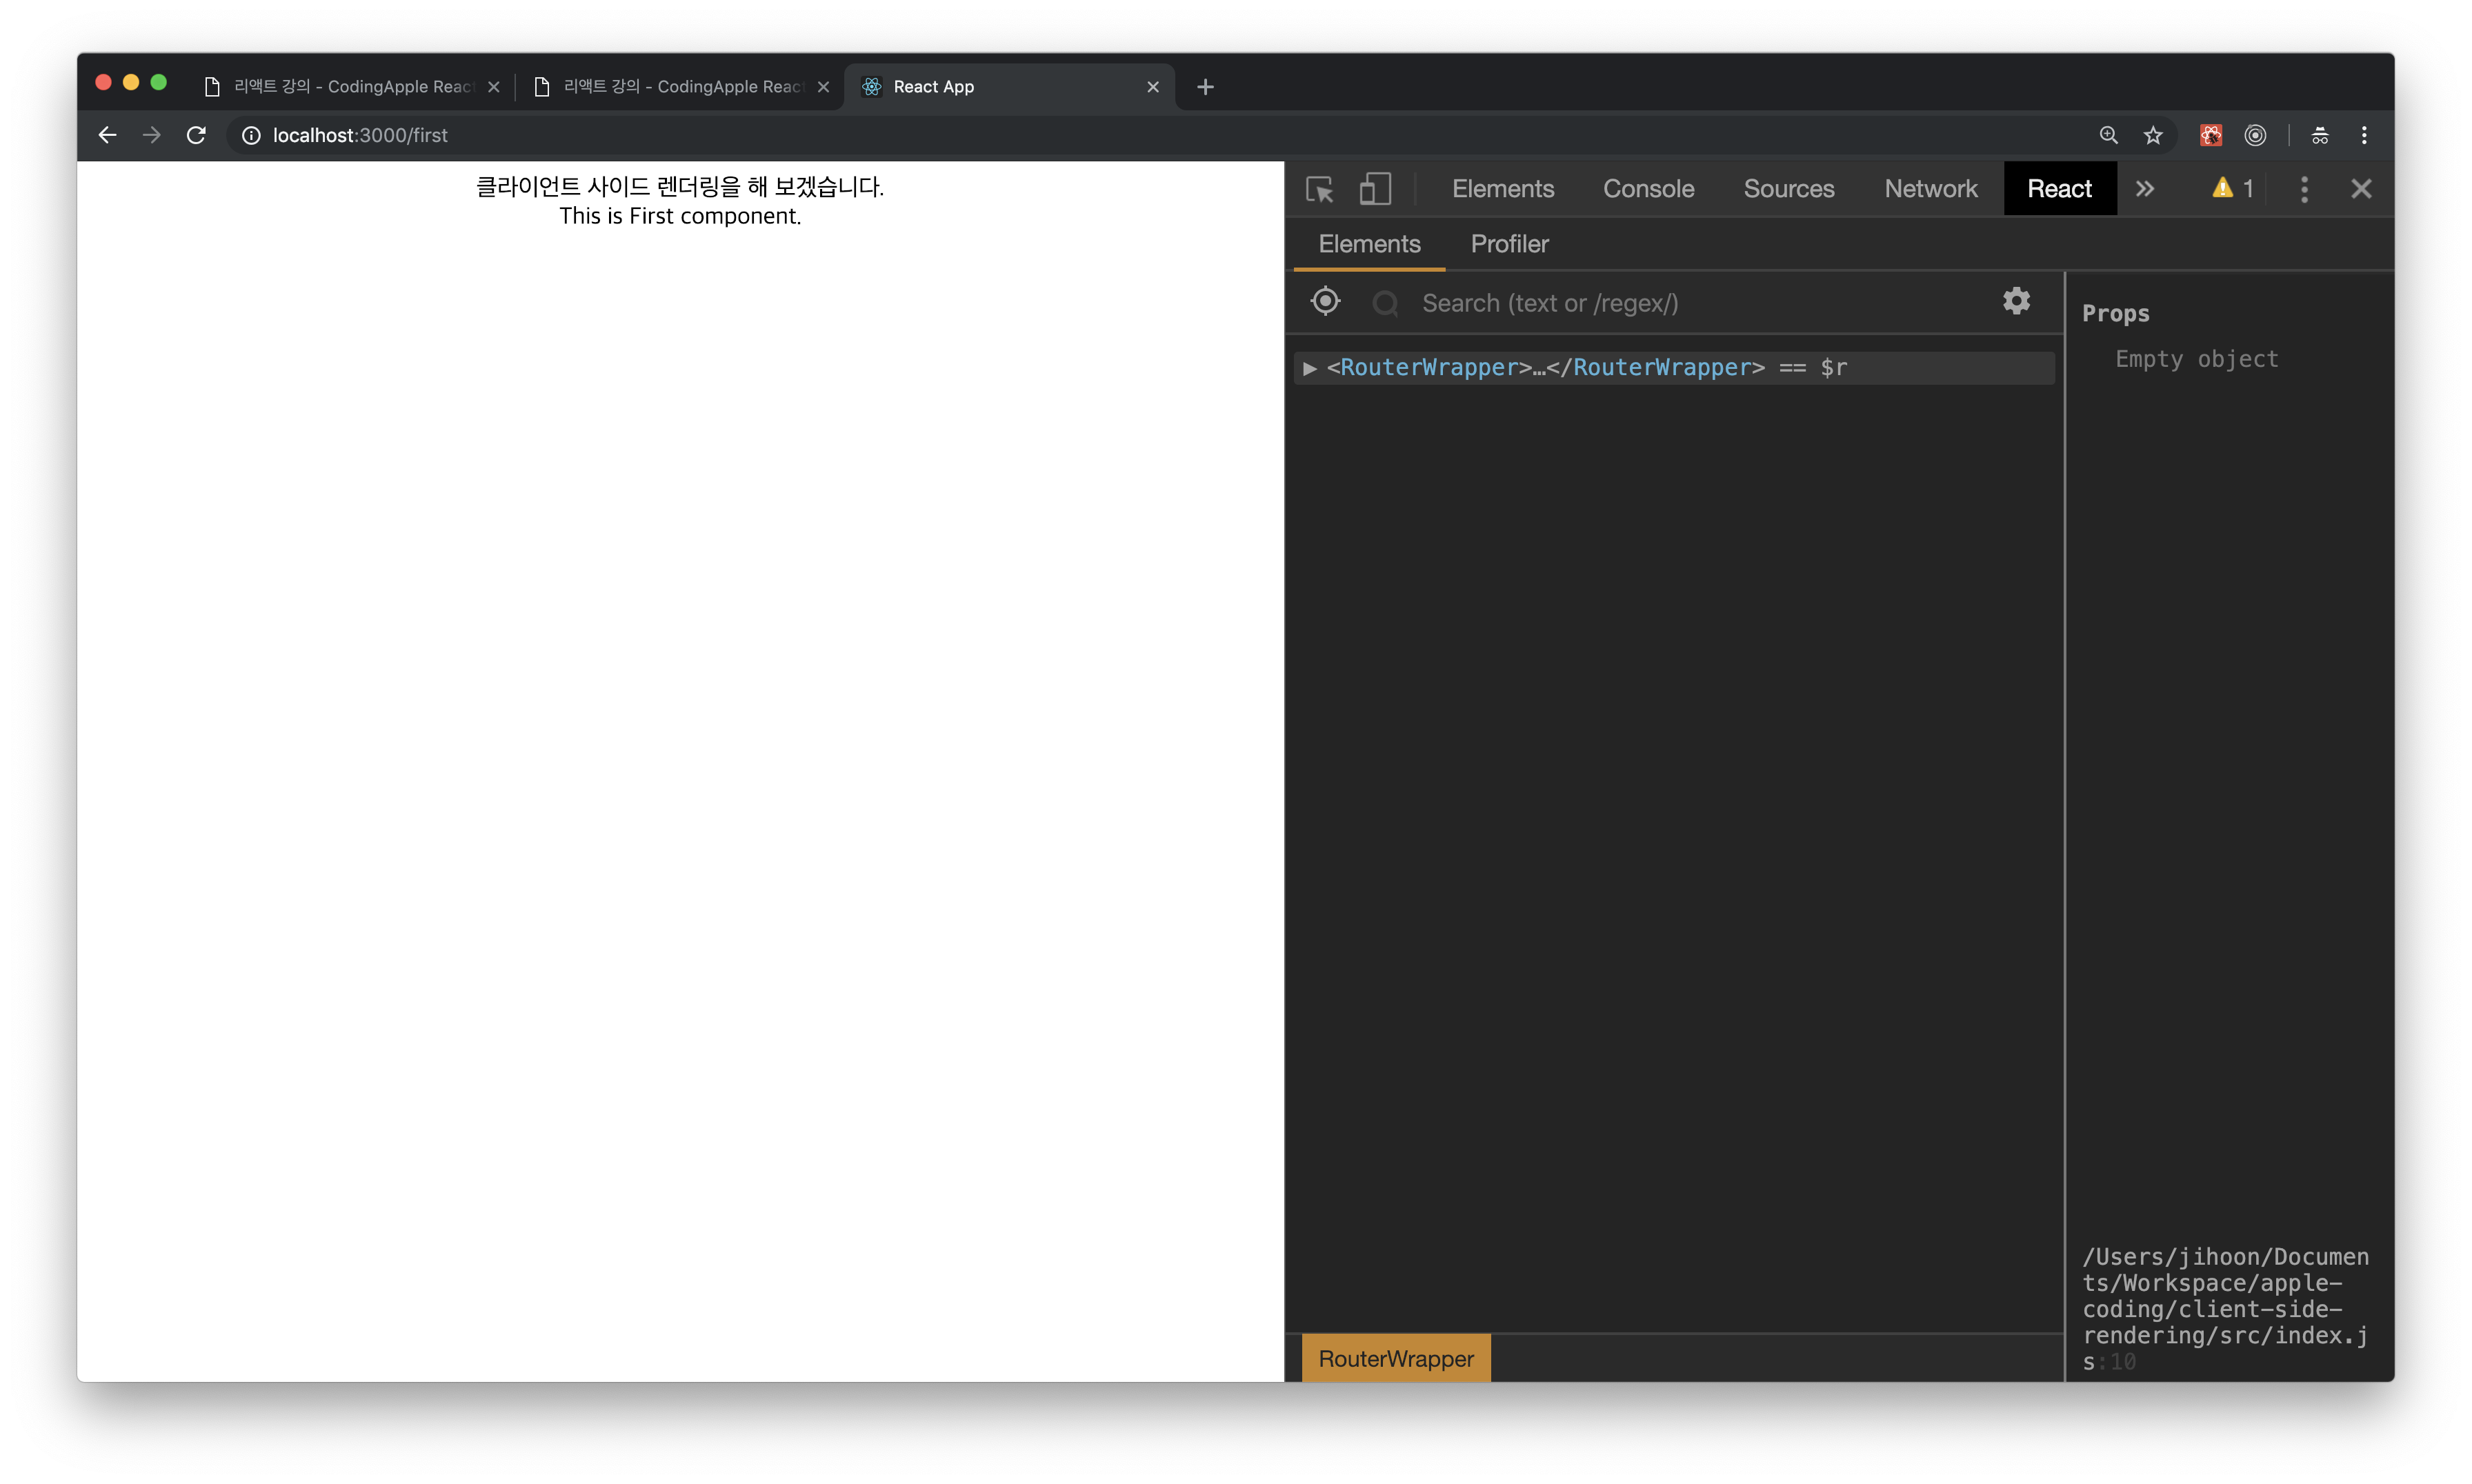 리액트 강의 - CodingApple Reac
리액트 강의 - CodingApple Reac
React App
localhost:3000/first
클라이언트 사이드 렌더링을 해 보겠습니다.
This is First component.
Elements Console Sources Network React 1
Elements Profiler
Search (text or /regex/)
<RouterWrapper>…</RouterWrapper> == $r
RouterWrapper
Props
Empty object
/Users/jihoon/Documen
ts/Workspace/apple-
coding/client-side-
rendering/src/index.j
s:10